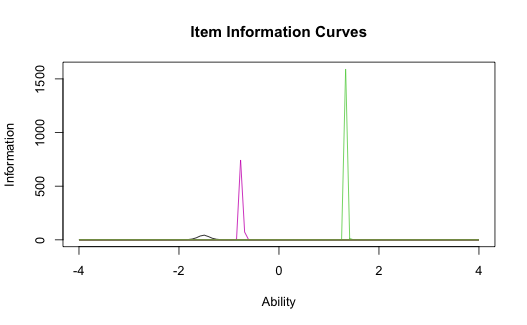 Item Information Curves
Information
1500
1000
500
0
-4 -2 0 2 4
Ability